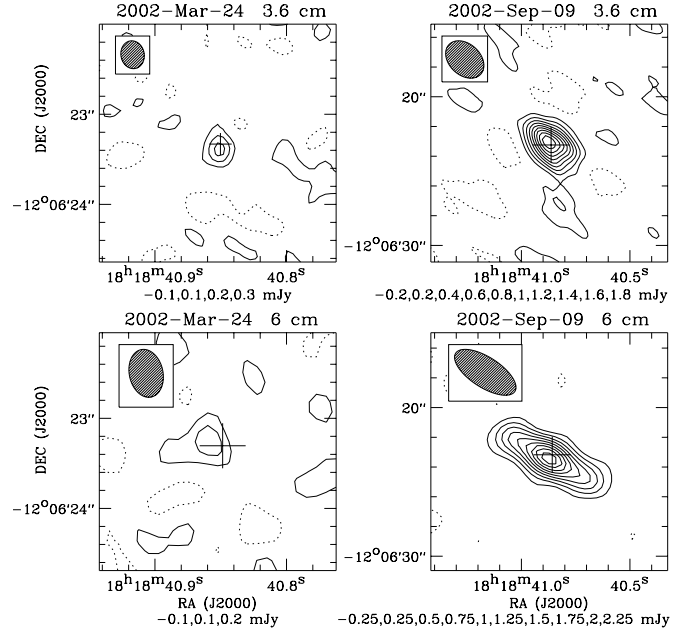 2002-Mar-24 3.6 cm
2002-Sep-09 3.6 cm
DEC (J2000)
23″
-12°06′24″
20″
-12°06′30″
18ʰ18ᵐ40.9ˢ 40.8ˢ
18ʰ18ᵐ41.0ˢ 40.5ˢ
-0.1,0.1,0.2,0.3 mJy
-0.2,0.2,0.4,0.6,0.8,1,1.2,1.4,1.6,1.8 mJy
2002-Mar-24 6 cm
2002-Sep-09 6 cm
DEC (J2000)
23″
-12°06′24″
20″
-12°06′30″
18ʰ18ᵐ40.9ˢ 40.8ˢ
18ʰ18ᵐ41.0ˢ 40.5ˢ
RA (J2000)
RA (J2000)
-0.1,0.1,0.2 mJy
-0.25,0.25,0.5,0.75,1,1.25,1.5,1.75,2,2.25 mJy